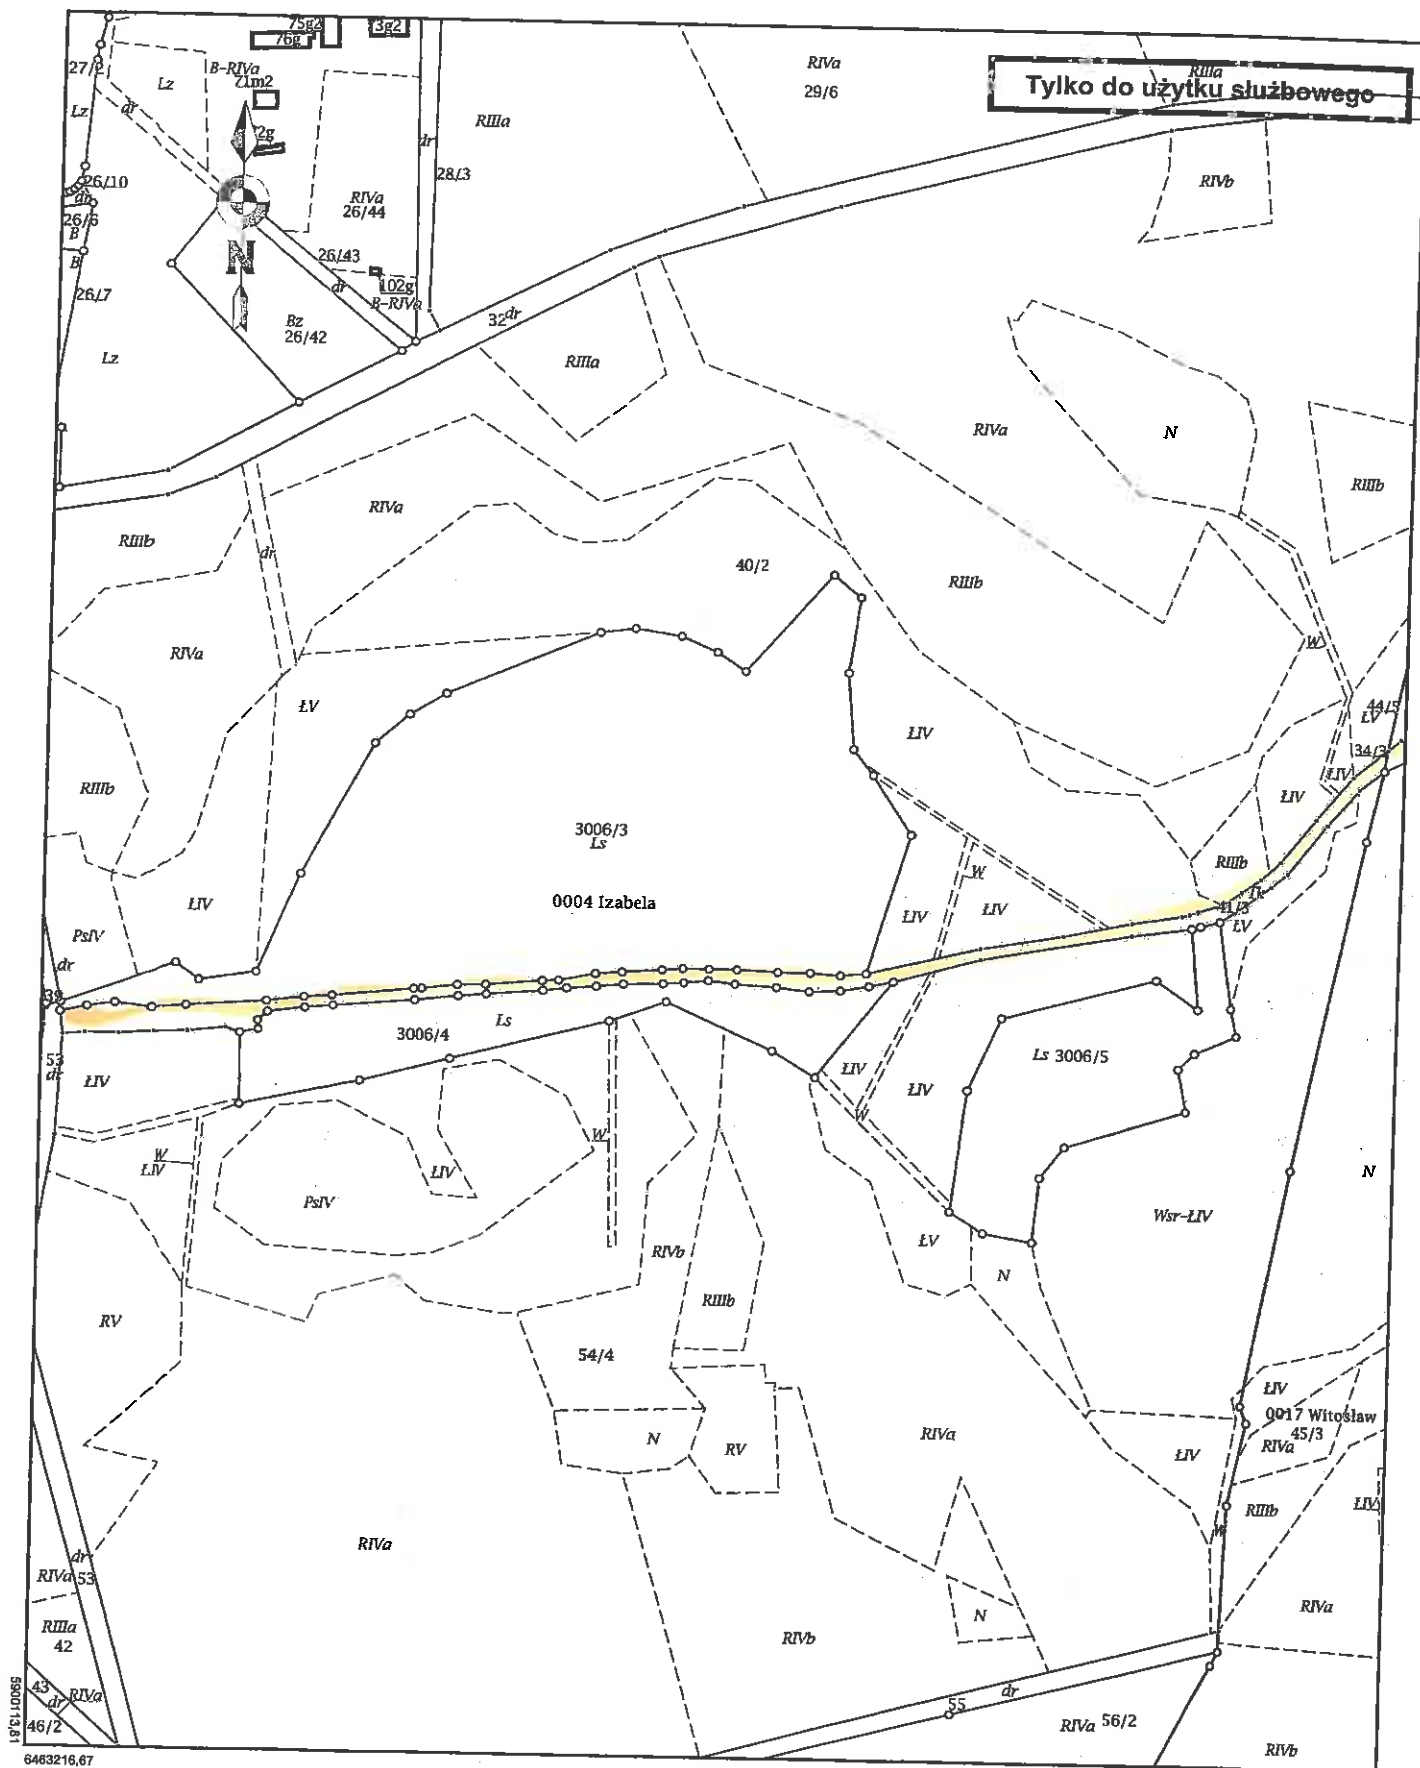 75g2
3g2
76g
27/2
Lz
B-RIVa
71m2
RIVa
29/6
RIIIa
Tylko do użytku służbowego
Lz
dr
2g
RIIIa
dr
28/3
26/10
dr
26/6
B
B
RIVa
26/44
RIVb
N
26/43
dr
102g
B-RIVa
26/7
Bz
26/42
32
dr
Lz
RIIIa
RIVa
N
RIIIb
RIVa
RIIIb
dr
40/2
RIIIb
RIVa
W
ŁV
44/5
ŁV
34/3
ŁIV
ŁIV
RIIIb
ŁIV
3006/3
Ls
RIIIb
W
ŁIV
0004 Izabela
ŁIV
ŁIV
Tk
41/3
ŁV
PsIV
dr
39
Ls
3006/4
Ls 3006/5
53
dr
ŁIV
ŁIV
ŁIV
W
W
W
ŁIV
ŁIV
PsIV
N
Wsr-ŁIV
ŁV
RIVb
N
RIIIb
RV
54/4
ŁIV
0017 Witosław
45/3
RIVa
RIVa
N
RV
ŁIV
ŁIV
RIIIb
W
RIVa
dr
RIVa
53
RIVa
N
RIIIa
42
RIVb
43
dr
RIVa
46/2
55
dr
RIVa
56/2
RIVb
5900113,81
6463216,67